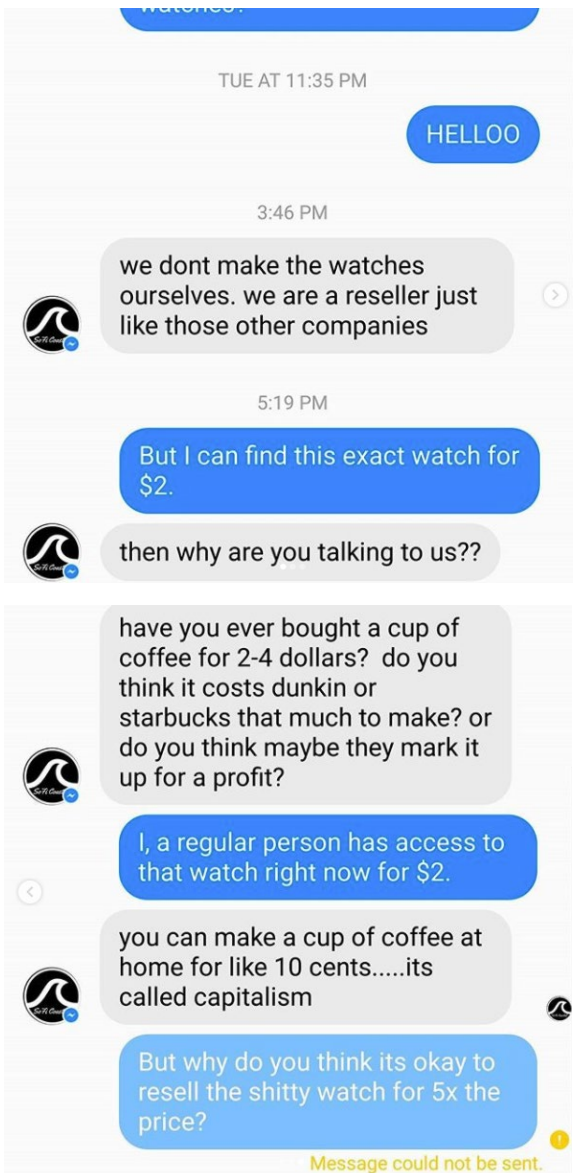 TUE AT 11:35 PM
HELLOO
3:46 PM
we dont make the watches
ourselves. we are a reseller just
like those other companies
5:19 PM
But I can find this exact watch for
$2.
then why are you talking to us??
have you ever bought a cup of
coffee for 2-4 dollars?  do you
think it costs dunkin or
starbucks that much to make? or
do you think maybe they mark it
up for a profit?
I, a regular person has access to
that watch right now for $2.
you can make a cup of coffee at
home for like 10 cents.....its
called capitalism
But why do you think its okay to
resell the shitty watch for 5x the
price?
Message could not be sent.